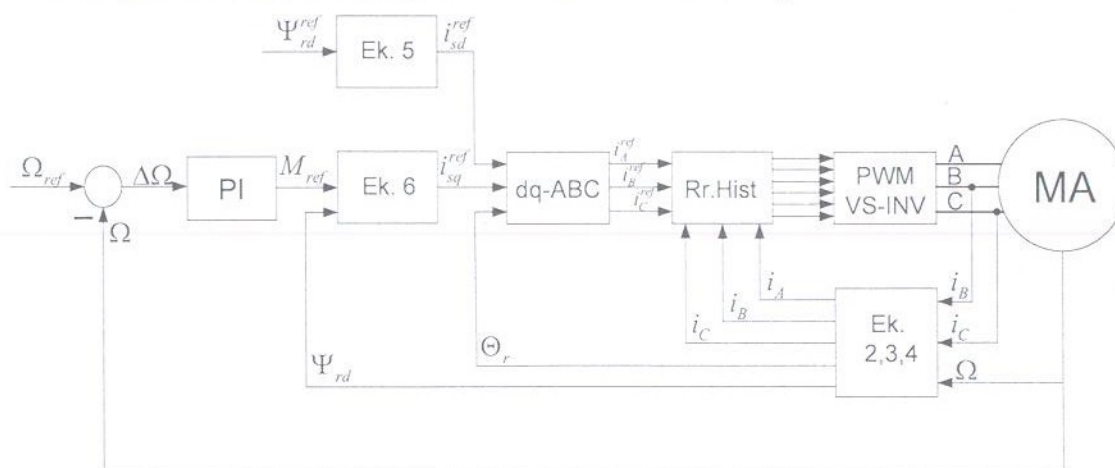 Ψ_rd^ref
Ek. 5
i_sd^ref
Ω_ref
ΔΩ
PI
M_ref
Ek. 6
i_sq^ref
dq-ABC
i_A^ref
i_B^ref
i_C^ref
Rr.Hist
PWM
VS-INV
A
B
C
MA
−
Ω
i_A
i_B
i_C
Θ_r
Ψ_rd
Ek.
2,3,4
i_B
i_C
Ω